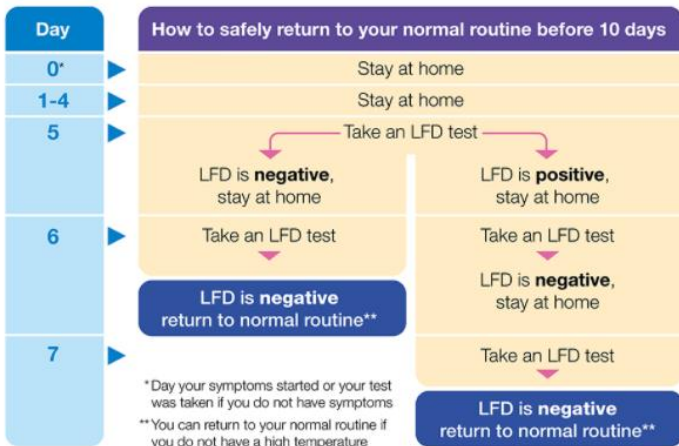 Day
How to safely return to your normal routine before 10 days
0*
Stay at home
1-4
Stay at home
5
Take an LFD test
LFD is negative,
stay at home
LFD is positive,
stay at home
6
Take an LFD test
LFD is negative
return to normal routine**
Take an LFD test
LFD is negative,
stay at home
7
Take an LFD test
LFD is negative
return to normal routine**
* Day your symptoms started or your test
was taken if you do not have symptoms
** You can return to your normal routine if
you do not have a high temperature